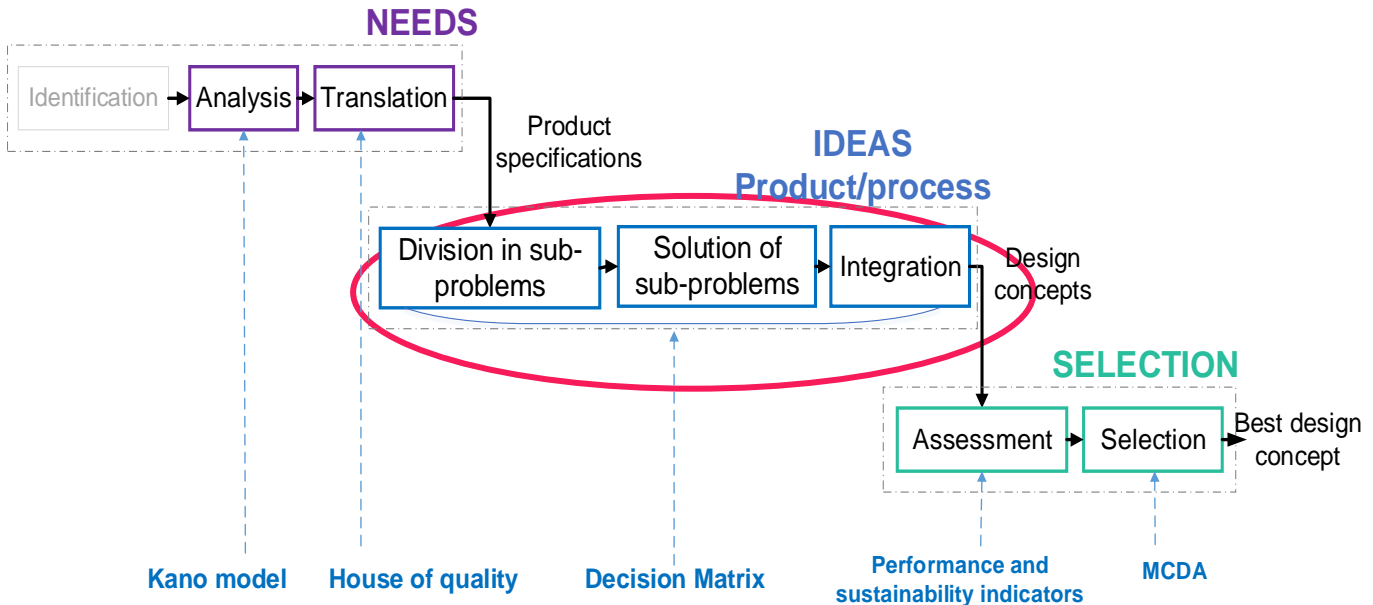 NEEDS
Identification
Analysis
Translation
Product
specifications
IDEAS
Product/process
Division in sub-
problems
Solution of
sub-problems
Integration
Design
concepts
SELECTION
Assessment
Selection
Best design
concept
Kano model
House of quality
Decision Matrix
Performance and
sustainability indicators
MCDA